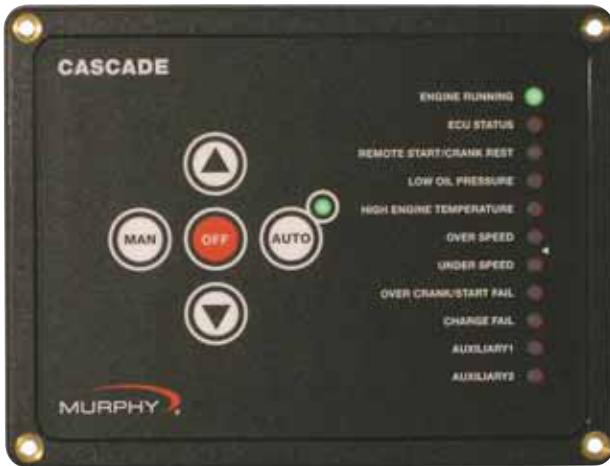 CASCADE
ENGINE RUNNING
ECU STATUS
REMOTE START/CRANK REST
LOW OIL PRESSURE
HIGH ENGINE TEMPERATURE
MAN
OFF
AUTO
OVER SPEED
UNDER SPEED
OVER CRANK/START FAIL
CHARGE FAIL
AUXILIARY1
AUXILIARY2
MURPHY